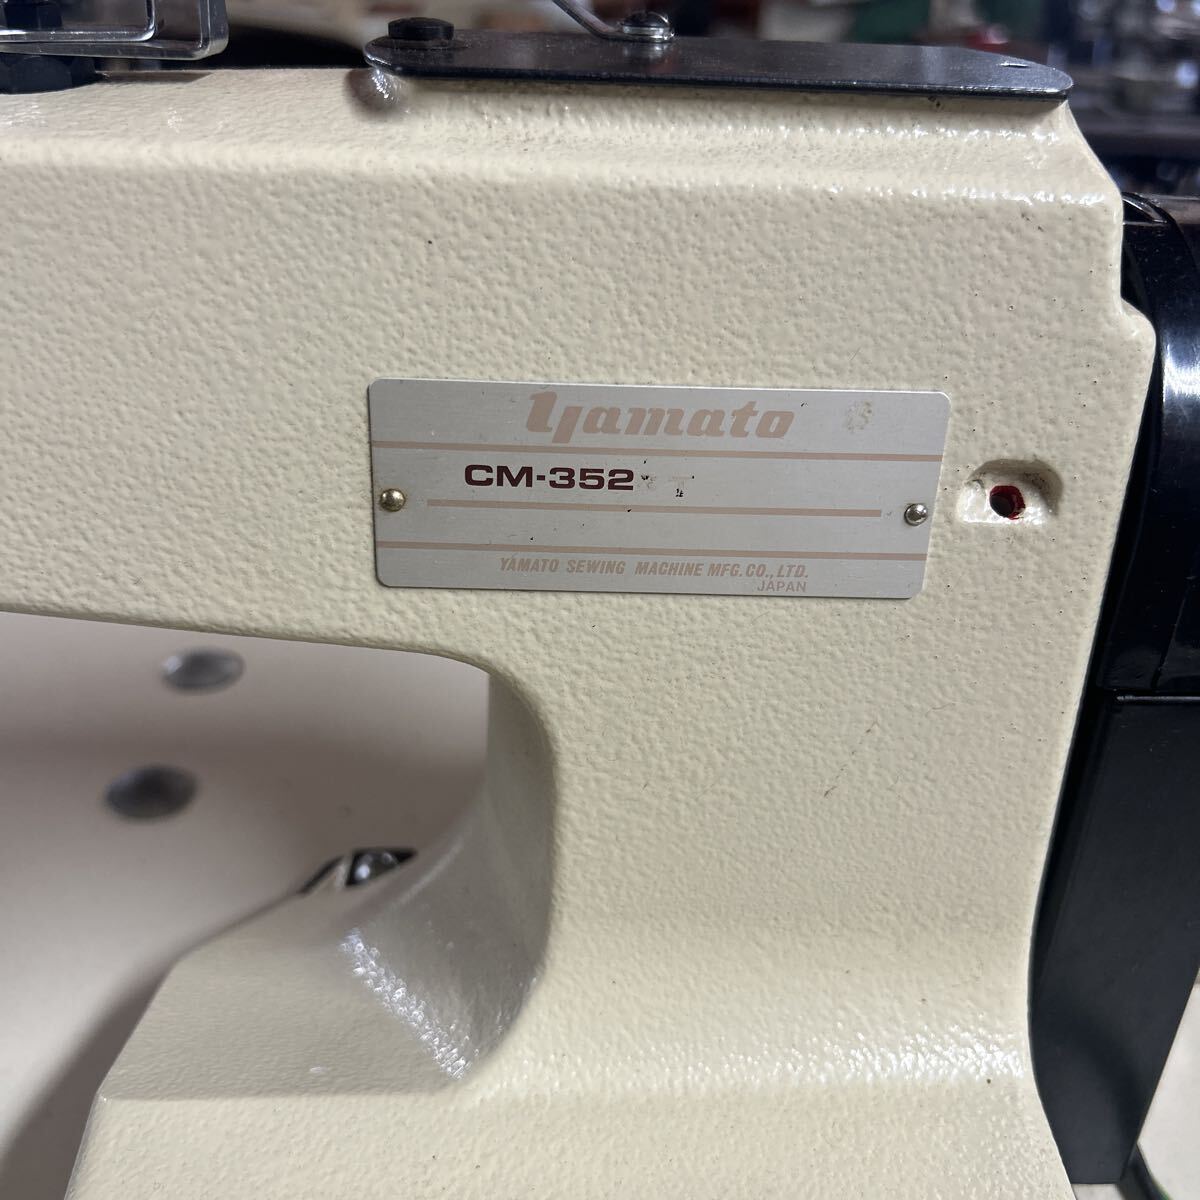 yamato
CM-352
YAMATO SEWING MACHINE MFG. CO., LTD.
JAPAN